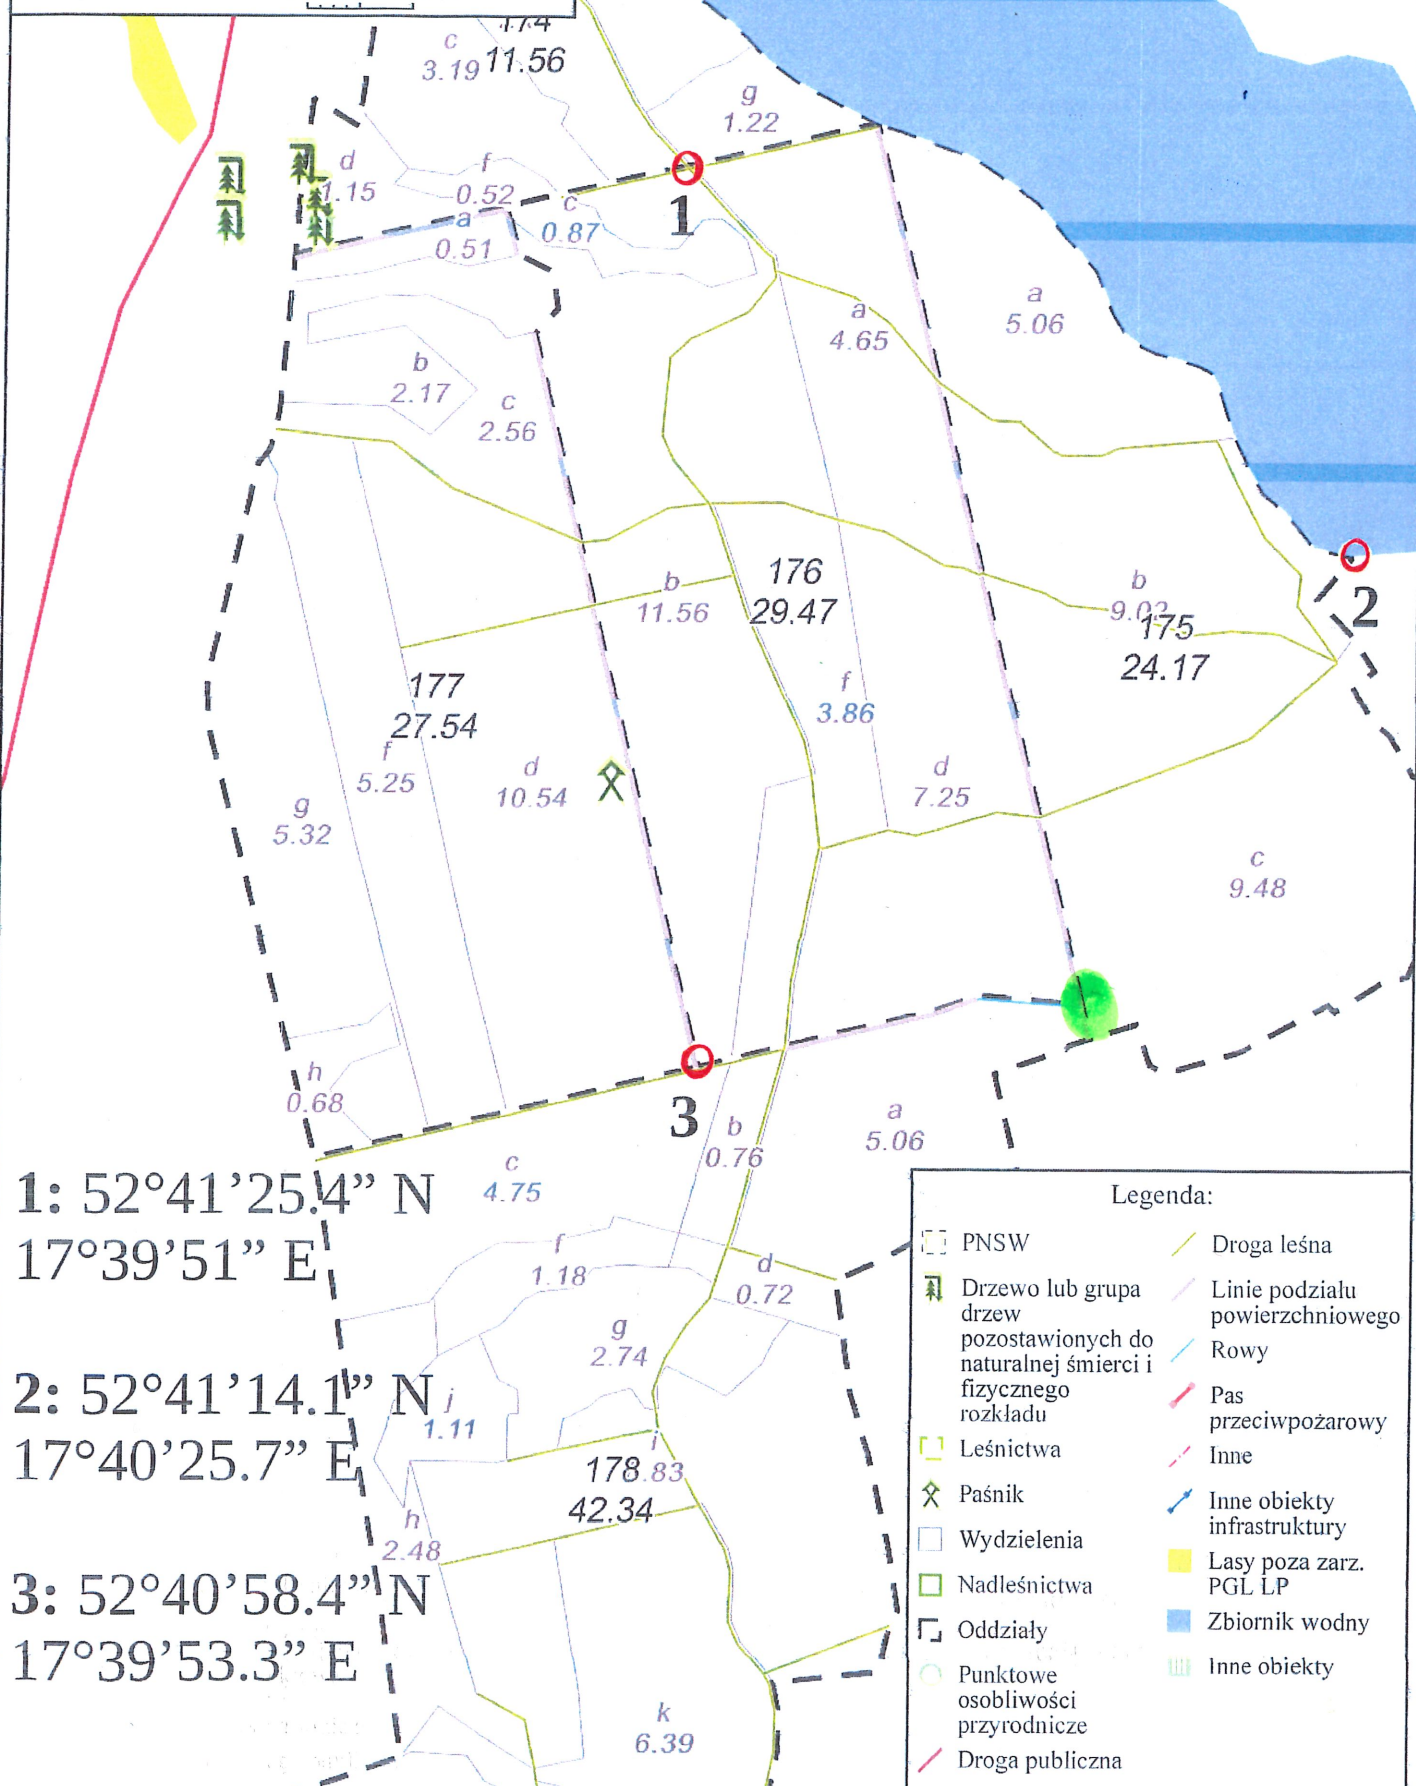 11.56
c
3.19
g
1.22
d
1.15
f
0.52
c
0.87
a
0.51
1
a
5.06
a
4.65
b
2.17
c
2.56
176
29.47
b
11.56
b
9.02
175
24.17
2
177
27.54
f
3.86
f
5.25
d
10.54
d
7.25
g
5.32
c
9.48
h
0.68
3
b
0.76
a
5.06
c
4.75
1: 52°41’25.4” N
17°39’51” E
f
1.18
d
0.72
g
2.74
2: 52°41’14.1” N
17°40’25.7” E
j
1.11
i
.83
178
42.34
h
2.48
3: 52°40’58.4” N
17°39’53.3” E
k
6.39
Legenda:
PNSW
Drzewo lub grupa
drzew
pozostawionych do
naturalnej śmierci i
fizycznego
rozkładu
Leśnictwa
Paśnik
Wydzielenia
Nadleśnictwa
Oddziały
Punktowe
osobliwości
przyrodnicze
Droga publiczna
Droga leśna
Linie podziału
powierzchniowego
Rowy
Pas
przeciwpożarowy
Inne
Inne obiekty
infrastruktury
Lasy poza zarz.
PGL LP
Zbiornik wodny
Inne obiekty